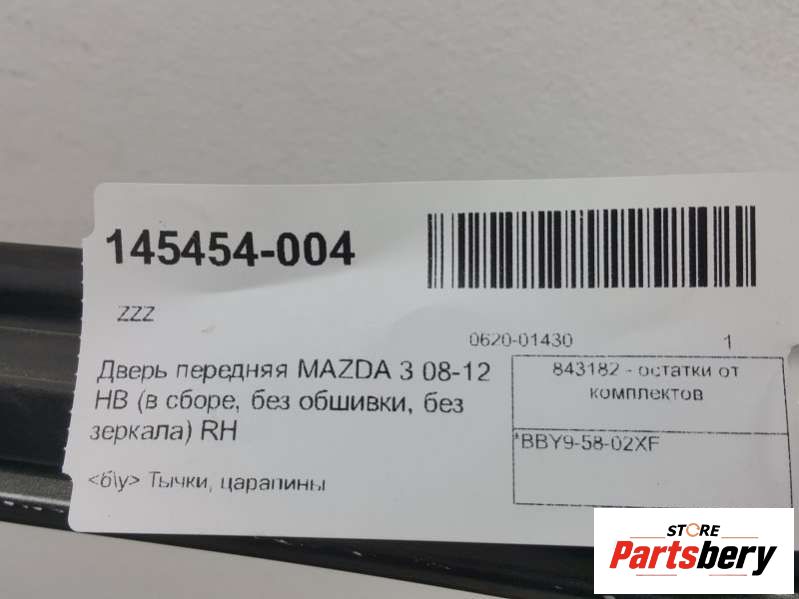 145454-004
ZZZ
0620-01430 1
Дверь передняя MAZDA 3 08-12
HB (в сборе, без обшивки, без
зеркала) RH
<б\у> Тычки, царапины
843182 - остатки от
комплектов
*BBY9-58-02XF
STORE
Partsbery